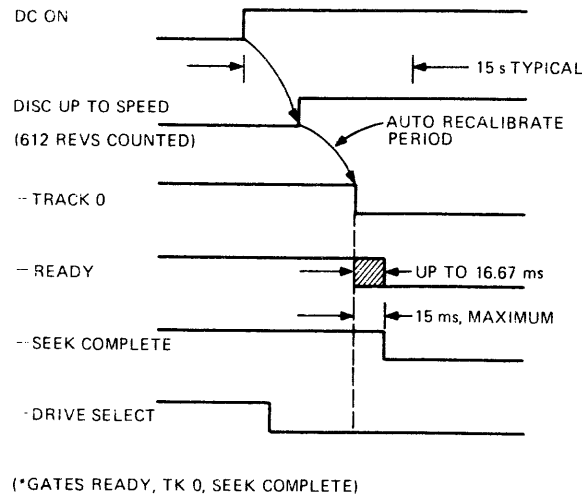 DC ON
15 s TYPICAL
DISC UP TO SPEED
(612 REVS COUNTED)
AUTO RECALIBRATE
PERIOD
-- TRACK 0
-- READY
UP TO 16.67 ms
15 ms, MAXIMUM
--SEEK COMPLETE
-DRIVE SELECT
(*GATES READY, TK 0, SEEK COMPLETE)